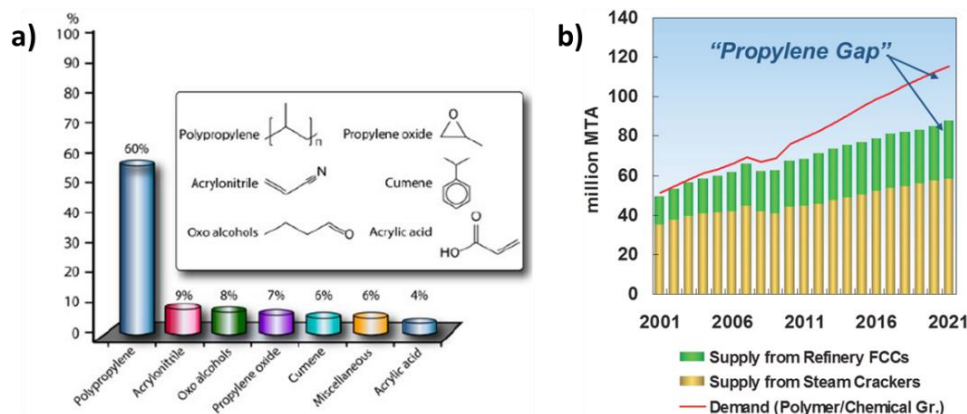 a)
%
100
90
80
70
60
50
40
30
20
10
0
60%
9%
8%
7%
6%
6%
4%
Polypropylene
n
Propylene oxide
O
Acrylonitrile
N
Cumene
Oxo alcohols
O
Acrylic acid
O
HO
Polypropylene
Acrylonitrile
Oxo alcohols
Propylene oxide
Cumene
Miscellaneous
Acrylic acid
b)
million MTA
140
120
100
80
60
40
20
0
"Propylene Gap"
2001 2006 2011 2016 2021
Supply from Refinery FCCs
Supply from Steam Crackers
Demand (Polymer/Chemical Gr.)